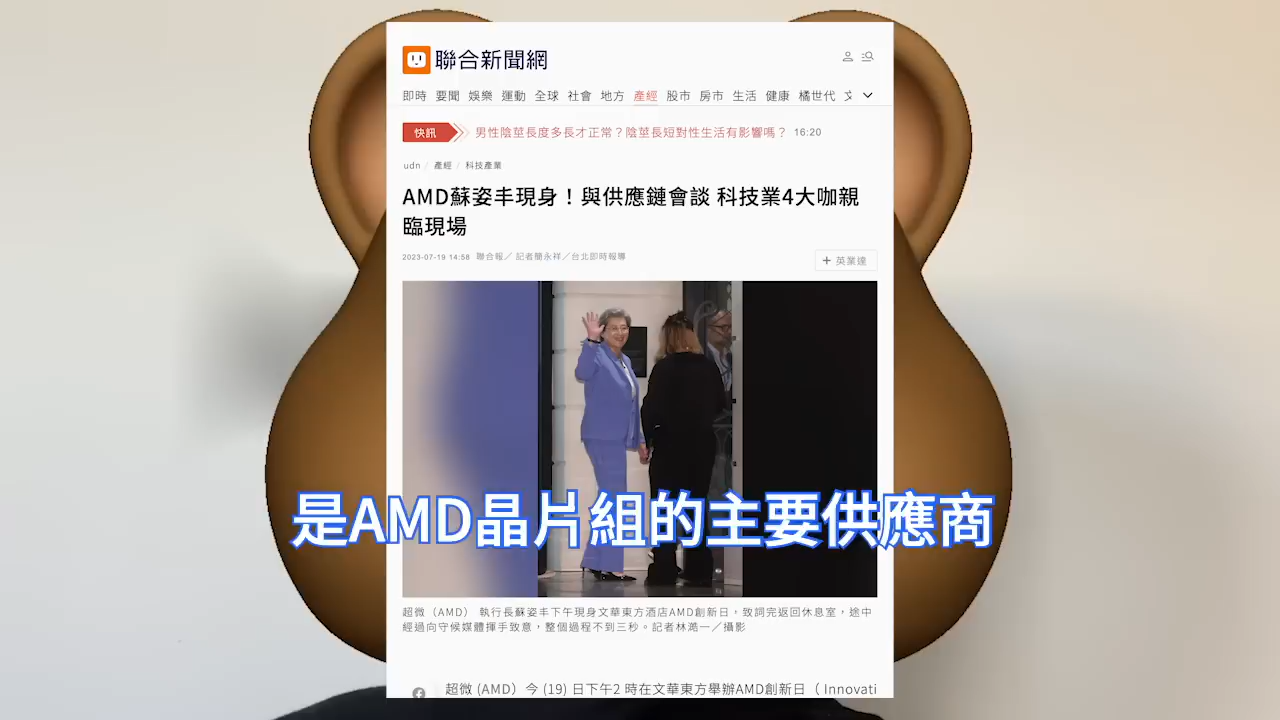 聯合新聞網
即時 要聞 娛樂 運動 全球 社會 地方 產經 股市 房市 生活 健康 橘世代 文
快訊 男性陰莖長度多長才正常？陰莖長短對性生活有影響嗎？ 16:20
udn / 產經 / 科技產業
AMD蘇姿丰現身！與供應鏈會談 科技業4大咖親
臨現場
2023-07-19 14:58 聯合報／ 記者簡永祥／台北即時報導
+ 英業達
是AMD晶片組的主要供應商
超微（AMD） 執行長蘇姿丰下午現身文華東方酒店AMD創新日，致詞完返回休息室，途中
經過向守候媒體揮手致意，整個過程不到三秒。記者林澔一／攝影
超微 (AMD）今 (19) 日下午2 時在文華東方舉辦AMD創新日（ Innovati